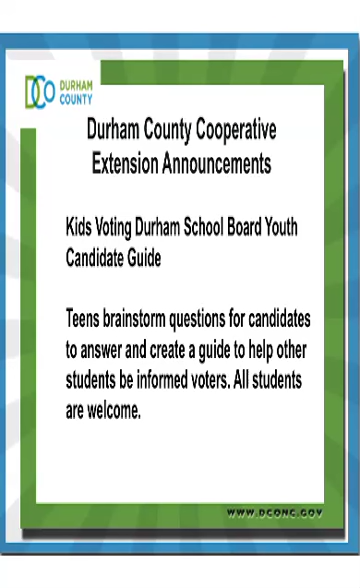 DCO DURHAM
COUNTY
Durham County Cooperative
Extension Announcements
Kids Voting Durham School Board Youth
Candidate Guide
Teens brainstorm questions for candidates
to answer and create a guide to help other
students be informed voters. All students
are welcome.
WWW.DCONC.GOV